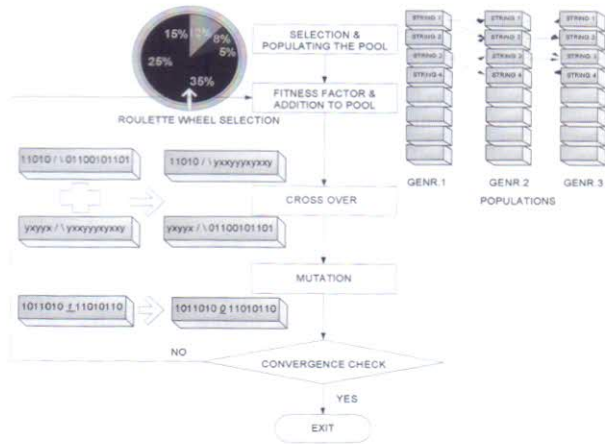 15%
12%
8%
5%
25%
35%
ROULETTE WHEEL SELECTION
SELECTION &
POPULATING THE POOL
FITNESS FACTOR &
ADDITION TO POOL
CROSS OVER
MUTATION
CONVERGENCE CHECK
NO
YES
EXIT
11010 / \ 01100101101
11010 / \ yxxyyyxyxxy
yxyyx / \ yxxyyyxyxxy
yxyyx / \ 01100101101
1011010 1 11010110
1011010 0 11010110
STRING 1
STRING 2
STRING 3
STRING 4
STRING 1
STRING 2
STRING 3
STRING 4
STRING 1
STRING 2
STRING 3
STRING 4
GENR.1
GENR.2
GENR.3
POPULATIONS